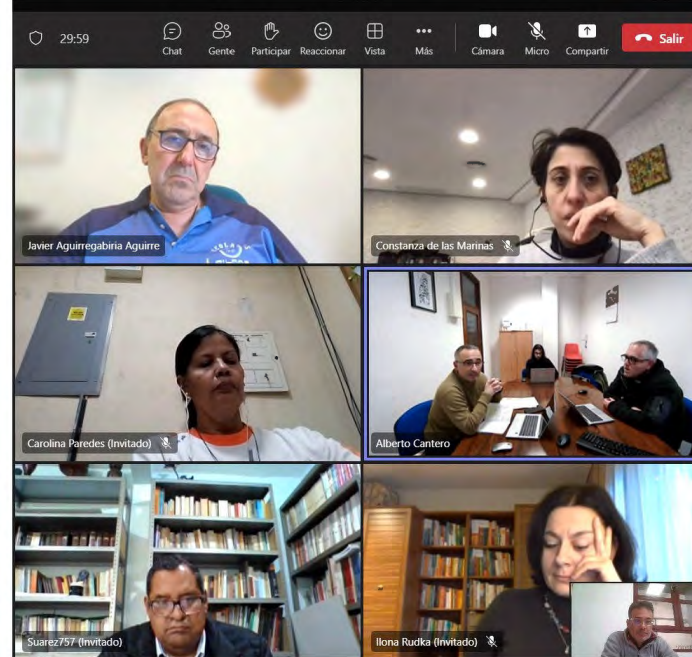 29:59
Chat
Gente
Participar
Reaccionar
Vista
Más
Cámara
Micro
Compartir
Salir
Javier Aguirregabiria Aguirre
Constanza de las Marinas
Carolina Paredes (Invitado)
Alberto Cantero
Suarez757 (Invitado)
Ilona Rudka (Invitado)